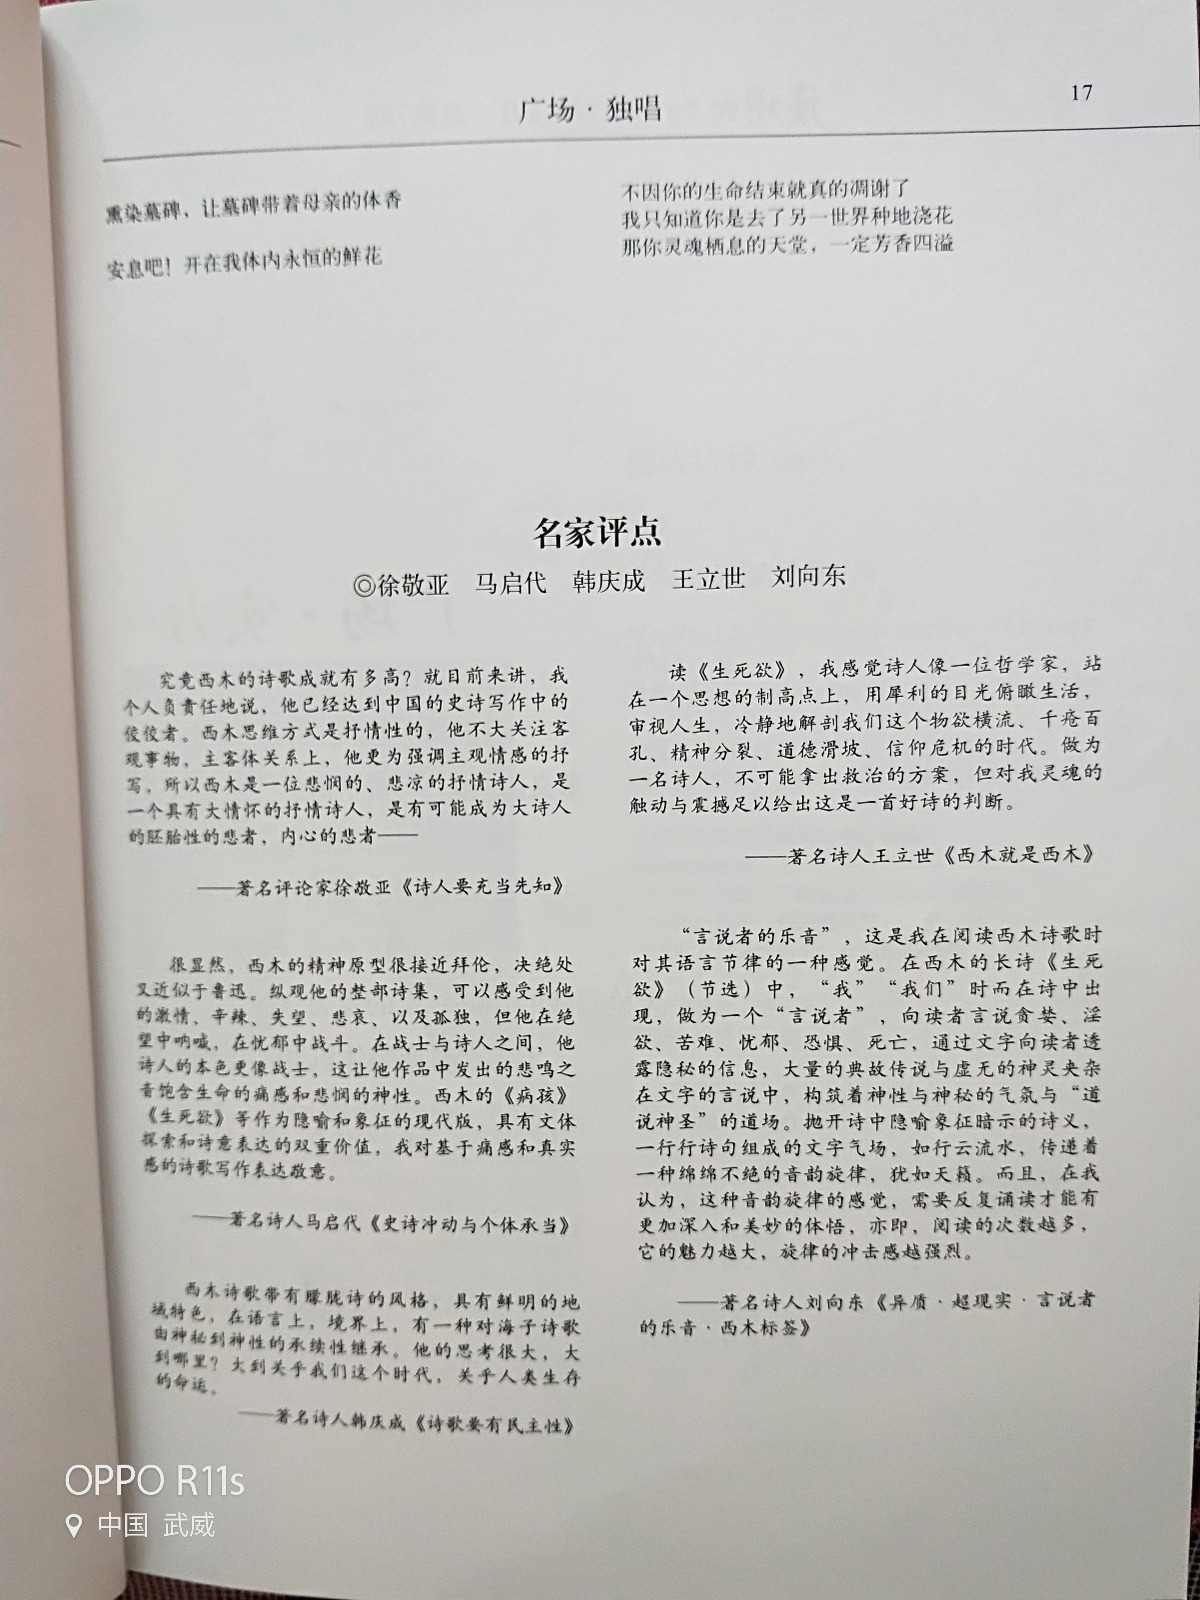 广场·独唱
17
熏染墓碑，让墓碑带着母亲的体香
安息吧！开在我体内永恒的鲜花
不因你的生命结束就真的凋谢了
我只知道你是去了另一世界种地浇花
那你灵魂栖息的天堂，一定芳香四溢
名家评点
◎徐敬亚 马启代 韩庆成 王立世 刘向东
究竟西木的诗歌成就有多高？就目前来讲，我
个人负责任地说，他已经达到中国的史诗写作中的
佼佼者。西木思维方式是抒情性的，他不大关注客
观事物，主客体关系上，他更为强调主观情感的抒
写，所以西木是一位悲悯的、悲凉的抒情诗人，是
一个具有大情怀的抒情诗人，是有可能成为大诗人
的胚胎性的悲者，内心的悲者——
——著名评论家徐敬亚《诗人要充当先知》
很显然，西木的精神原型很接近拜伦，决绝处
又近似于鲁迅。纵观他的整部诗集，可以感受到他
的激情、辛辣、失望、悲哀、以及孤独，但他在绝
望中呐喊，在忧郁中战斗。在战士与诗人之间，他
诗人的本色更像战士，这让他作品中发出的悲鸣之
音饱含生命的痛感和悲悯的神性。西木的《病孩》
《生死欲》等作为隐喻和象征的现代版，具有文体
探索和诗意表达的双重价值，我对基于痛感和真实
感的诗歌写作表达敬意。
——著名诗人马启代《史诗冲动与个体承当》
西木诗歌带有朦胧诗的风格，具有鲜明的地
域特色，在语言上，境界上，有一种对海子诗歌
由神秘到神性的承续性继承。他的思考很大，大
到哪里？大到关乎我们这个时代，关乎人类生存
的命运。
——著名诗人韩庆成《诗歌要有民主性》
读《生死欲》，我感觉诗人像一位哲学家，站
在一个思想的制高点上，用犀利的目光俯瞰生活，
审视人生，冷静地解剖我们这个物欲横流、千疮百
孔、精神分裂、道德滑坡、信仰危机的时代。做为
一名诗人，不可能拿出救治的方案，但对我灵魂的
触动与震撼足以给出这是一首好诗的判断。
——著名诗人王立世《西木就是西木》
“言说者的乐音”，这是我在阅读西木诗歌时
对其语言节律的一种感觉。在西木的长诗《生死
欲》（节选）中，“我”“我们”时而在诗中出
现，做为一个“言说者”，向读者言说贪婪、淫
欲、苦难、忧郁、恐惧、死亡，通过文字向读者透
露隐秘的信息，大量的典故传说与虚无的神灵夹杂
在文字的言说中，构筑着神性与神秘的气氛与“道
说神圣”的道场。抛开诗中隐喻象征暗示的诗义，
一行行诗句组成的文字气场，如行云流水，传递着
一种绵绵不绝的音韵旋律，犹如天籁。而且，在我
认为，这种音韵旋律的感觉，需要反复诵读才能有
更加深入和美妙的体悟，亦即，阅读的次数越多，
它的魅力越大，旋律的冲击感越强烈。
——著名诗人刘向东《异质·超现实·言说者
的乐音·西木标签》
OPPO R11s
中国 武威